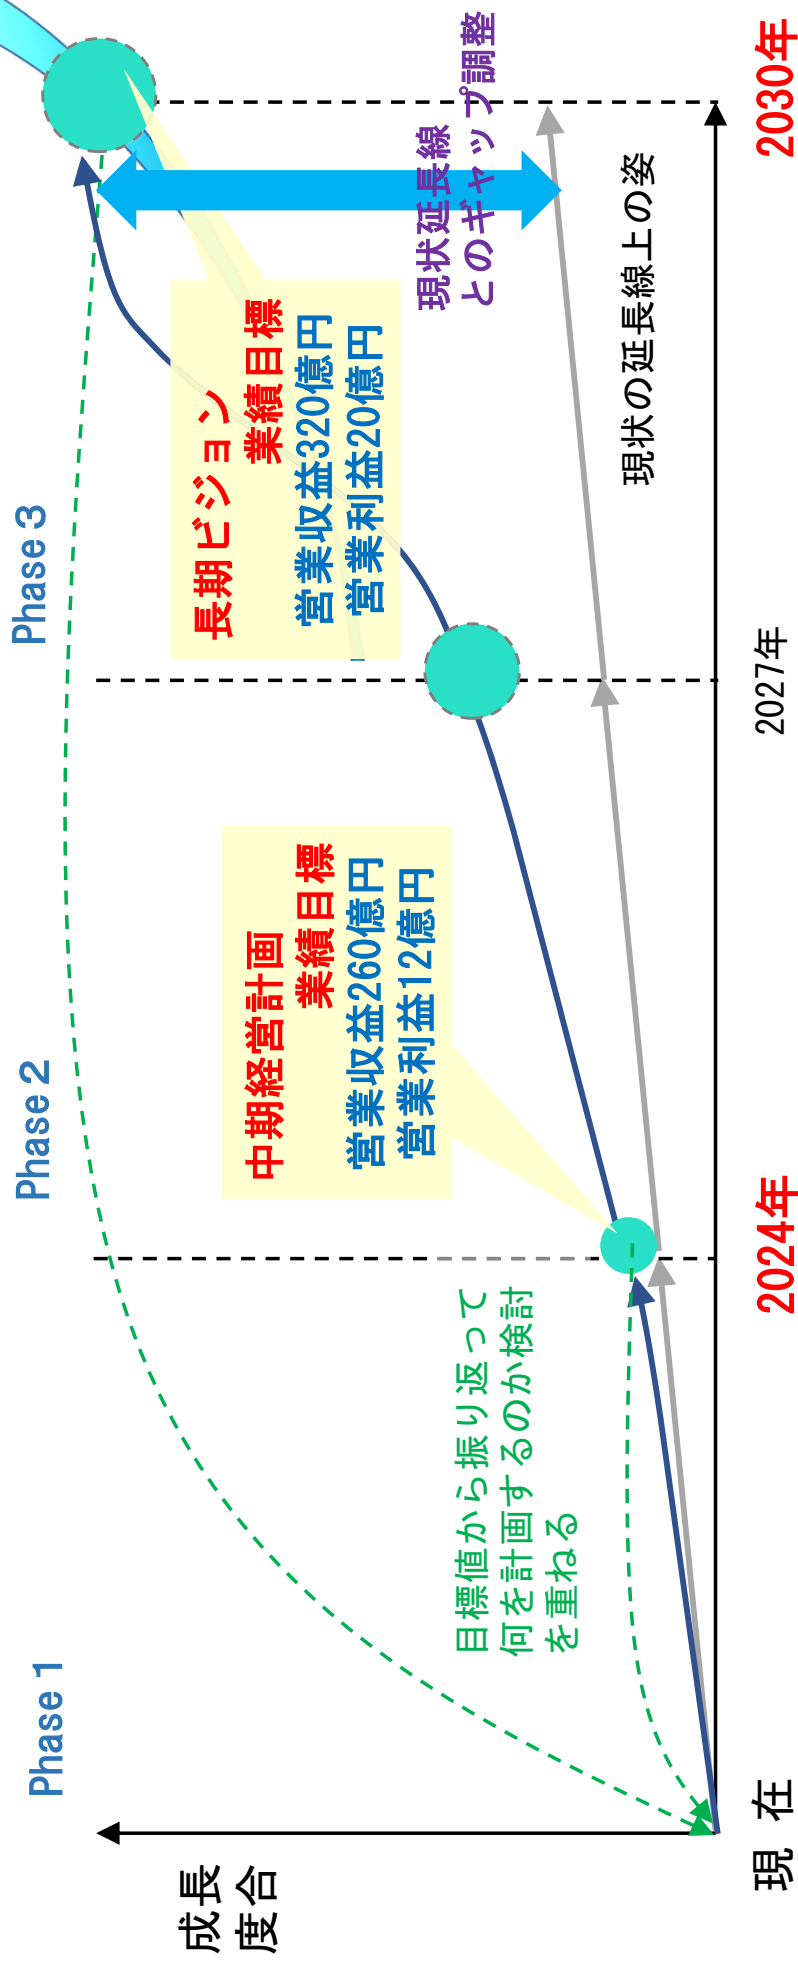 Phase 1
Phase 2
Phase 3
成長
度合
長期ビジョン
業績目標
営業収益320億円
営業利益20億円
中期経営計画
業績目標
営業収益260億円
営業利益12億円
現状延長線
とのギャップ調整
目標値から振り返って
何を計画するのか検討
を重ねる
現状の延長線上の姿
現 在
2024年
2027年
2030年